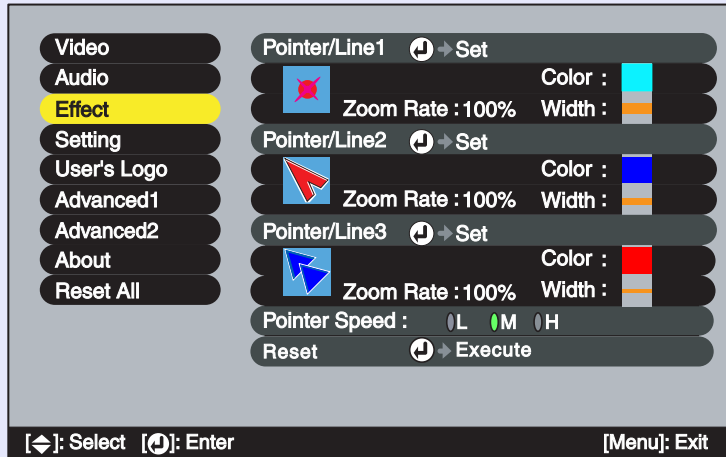 Video
Audio
Effect
Setting
User's Logo
Advanced1
Advanced2
About
Reset All
Pointer/Line1 Set
Color :
Zoom Rate : 100% Width :
Pointer/Line2 Set
Color :
Zoom Rate : 100% Width :
Pointer/Line3 Set
Color :
Zoom Rate : 100% Width :
Pointer Speed : L M H
Reset Execute
[ ]: Select [ ]: Enter [Menu]: Exit